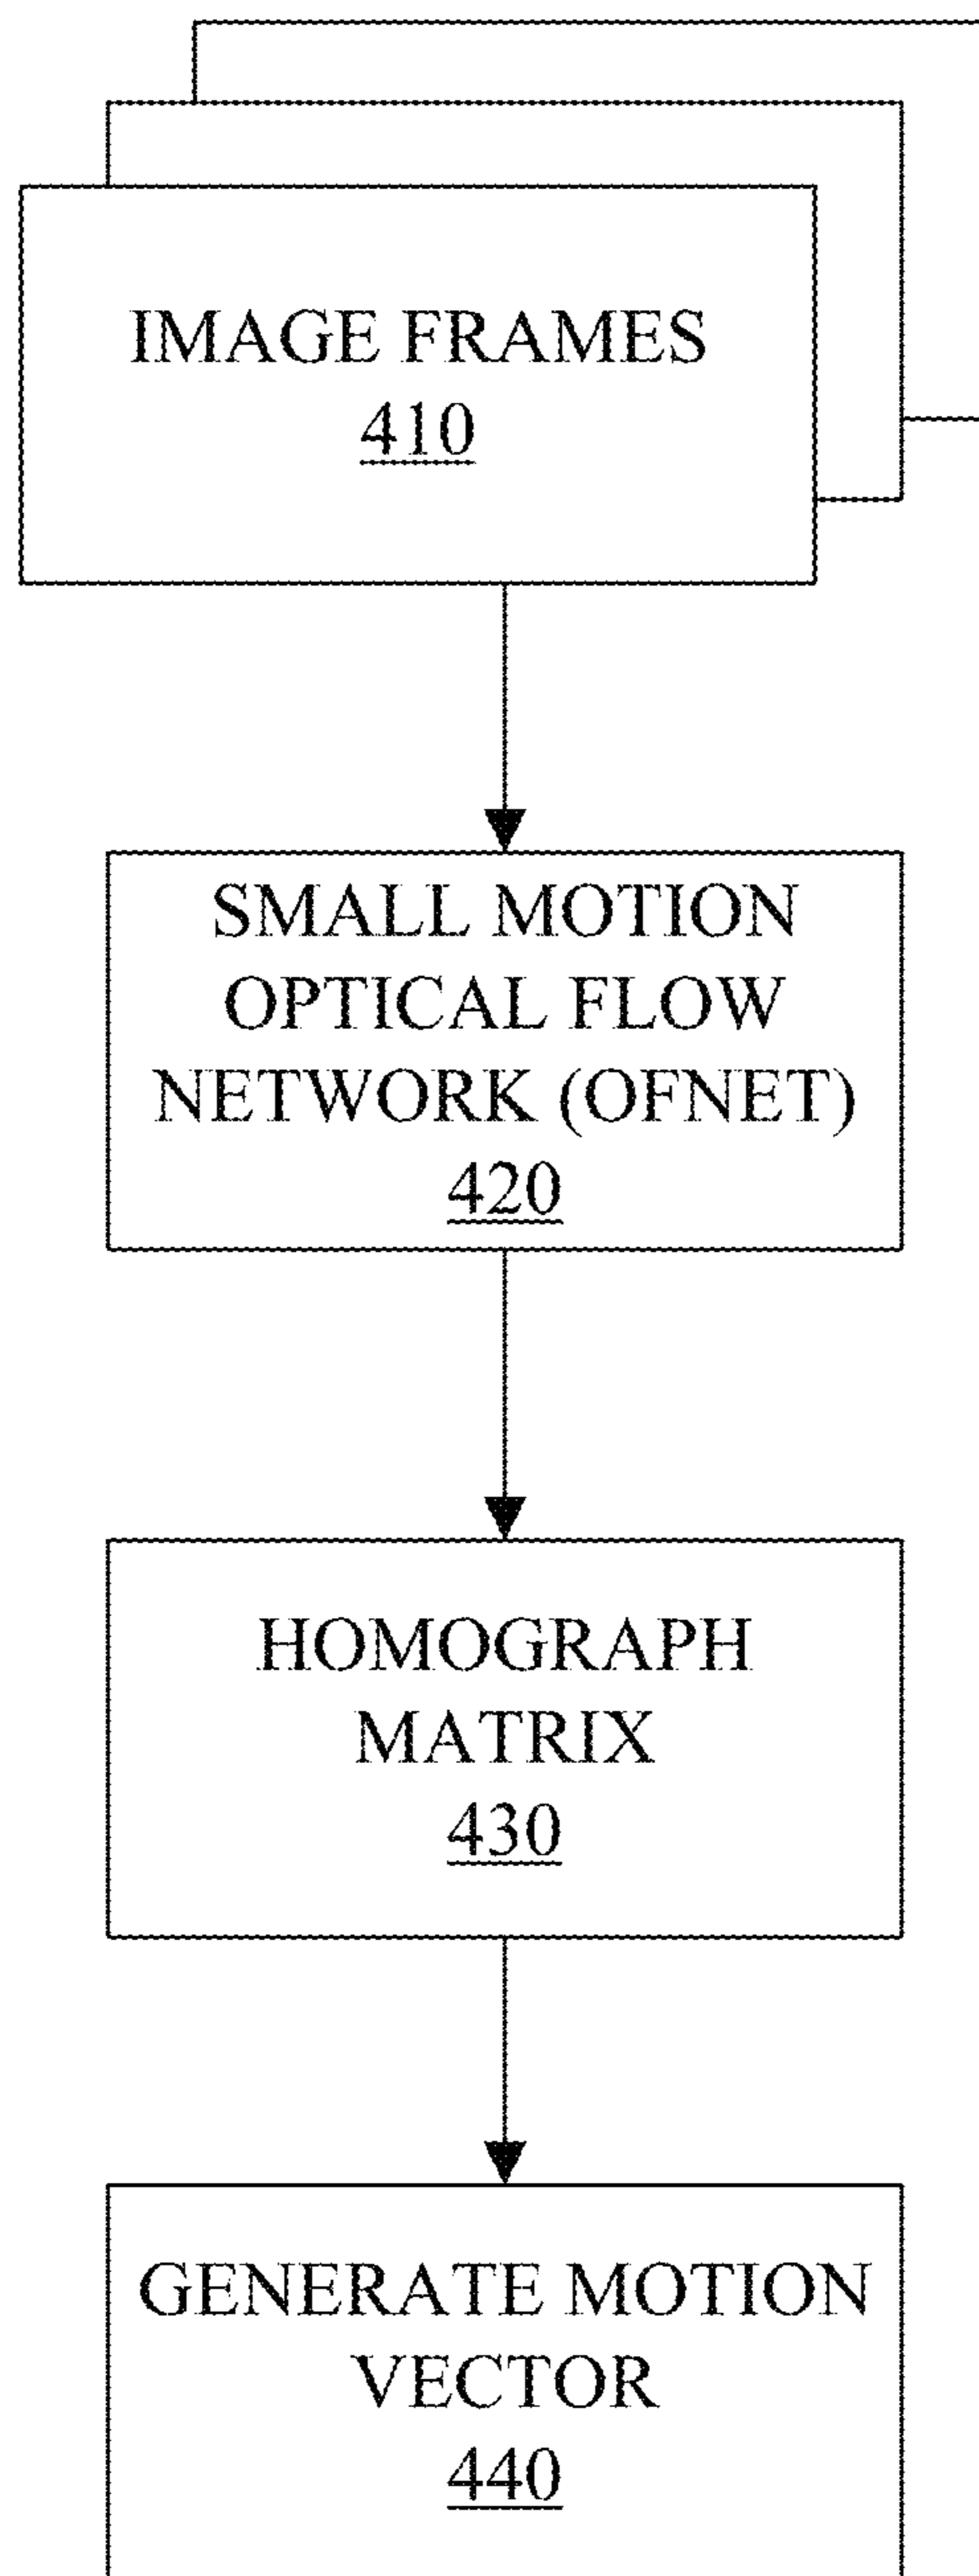 IMAGE FRAMES
410
SMALL MOTION
OPTICAL FLOW
NETWORK (OFNET)
420
HOMOGRAPH
MATRIX
430
GENERATE MOTION
VECTOR
440